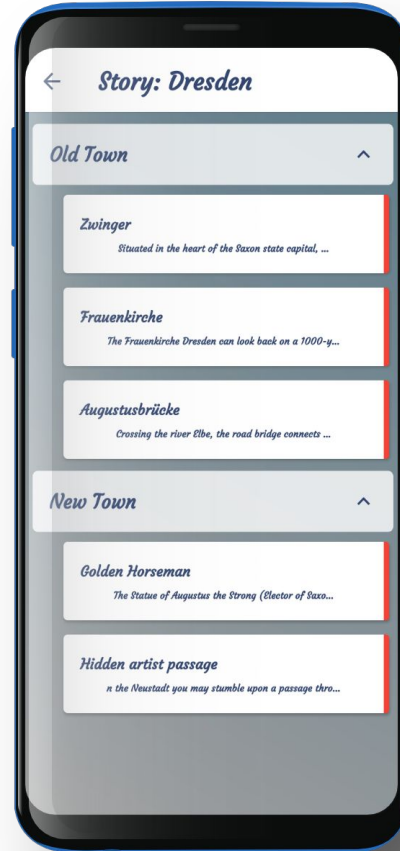 Story: Dresden
Old Town
Zwinger
Situated in the heart of the Saxon state capital, ...
Frauenkirche
The Frauenkirche Dresden can look back on a 1000-y...
Augustusbrücke
Crossing the river Elbe, the road bridge connects ...
New Town
Golden Horseman
The Statue of Augustus the Strong (Elector of Saxo...
Hidden artist passage
n the Neustadt you may stumble upon a passage thro...